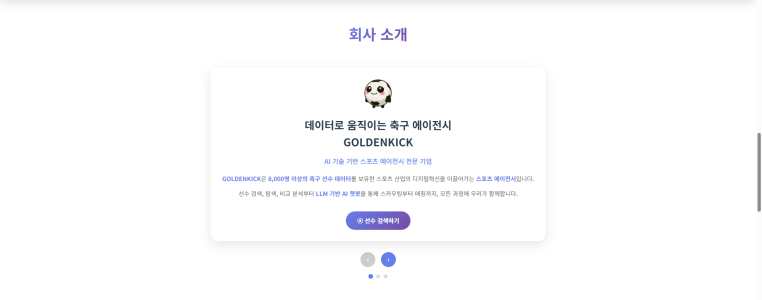 회사 소개
데이터로 움직이는 축구 에이전시
GOLDENKICK
AI 기술 기반 스포츠 에이전시 전문 기업
GOLDENKICK은 8,000명 이상의 축구 선수 데이터를 보유한 스포츠 산업의 디지털혁신을 이끌어가는 스포츠 에이전시입니다.
선수 검색, 탐색, 비교 분석부터 LLM 기반 AI 챗봇을 통해 스카우팅부터 매칭까지, 모든 과정에 우리가 함께합니다.
선수 검색하기